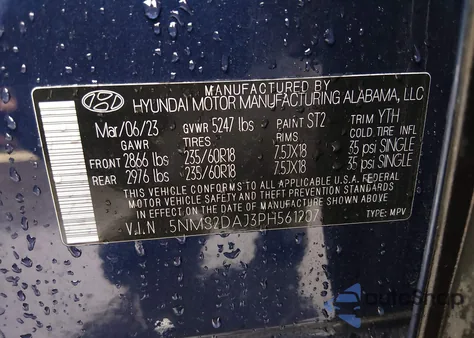 MANUFACTURED BY
HYUNDAI MOTOR MANUFACTURING ALABAMA, LLC
Mar/06/23 GVWR 5247 lbs PAINT ST2 TRIM YTH
GAWR TIRES RIMS COLD TIRE INFL
FRONT 2866 lbs 235/60R18 7.5JX18 35 psi SINGLE
REAR 2976 lbs 235/60R18 7.5JX18 35 psi SINGLE
THIS VEHICLE CONFORMS TO ALL APPLICABLE U.S.A. FEDERAL
MOTOR VEHICLE SAFETY AND THEFT PREVENTION STANDARDS
IN EFFECT ON THE DATE OF MANUFACTURE SHOWN ABOVE.
V.I.N 5NMS2DAJ3PH561207 TYPE: MPV
autoShop